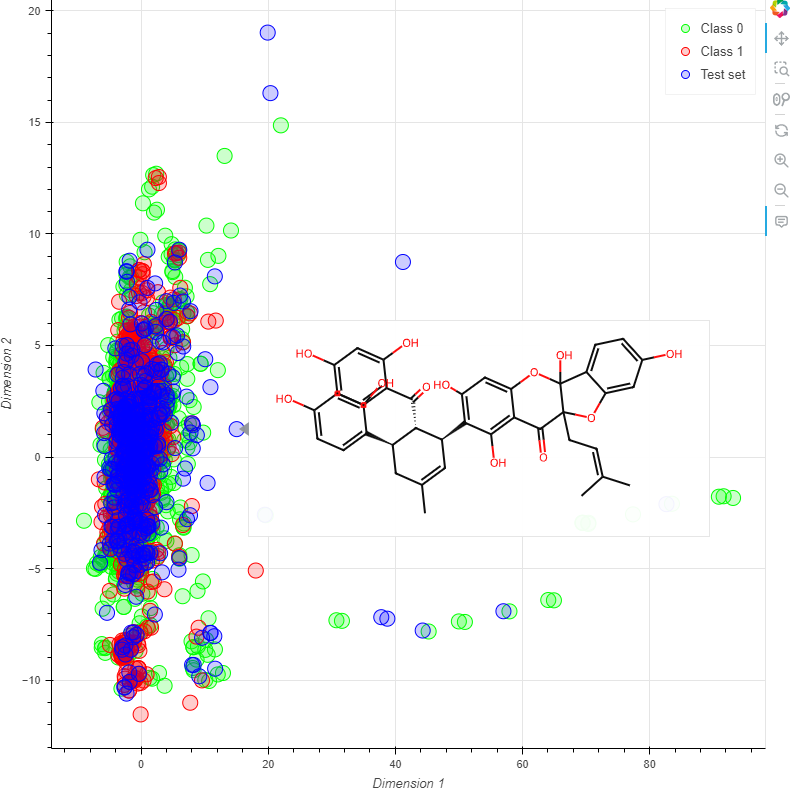 20
Class 0
Class 1
Test set
15
10
5
0
−5
−10
Dimension 2
HO
OH
HO
OH
O
HO
O
OH
OH
O
OH
O
0
20
40
60
80
Dimension 1